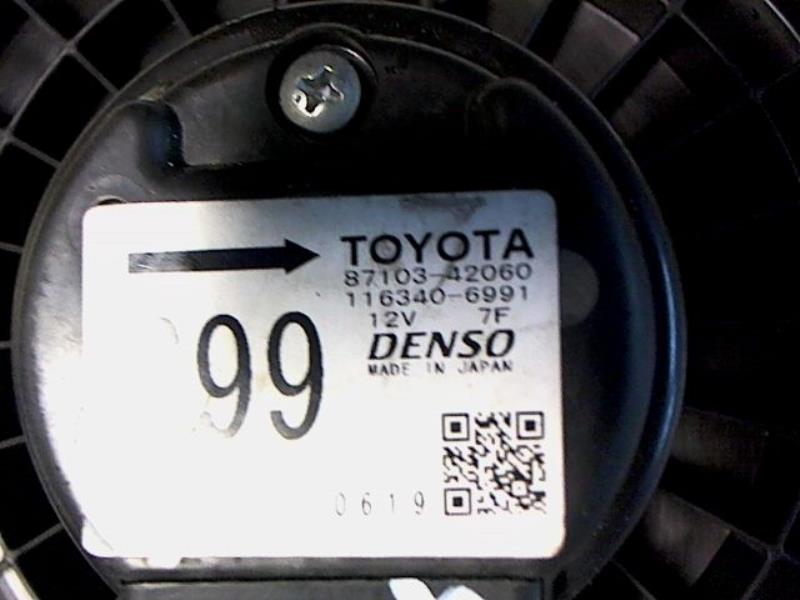 TOYOTA
87103-42060
116340-6991
12V 7F
DENSO
MADE IN JAPAN
99
0619